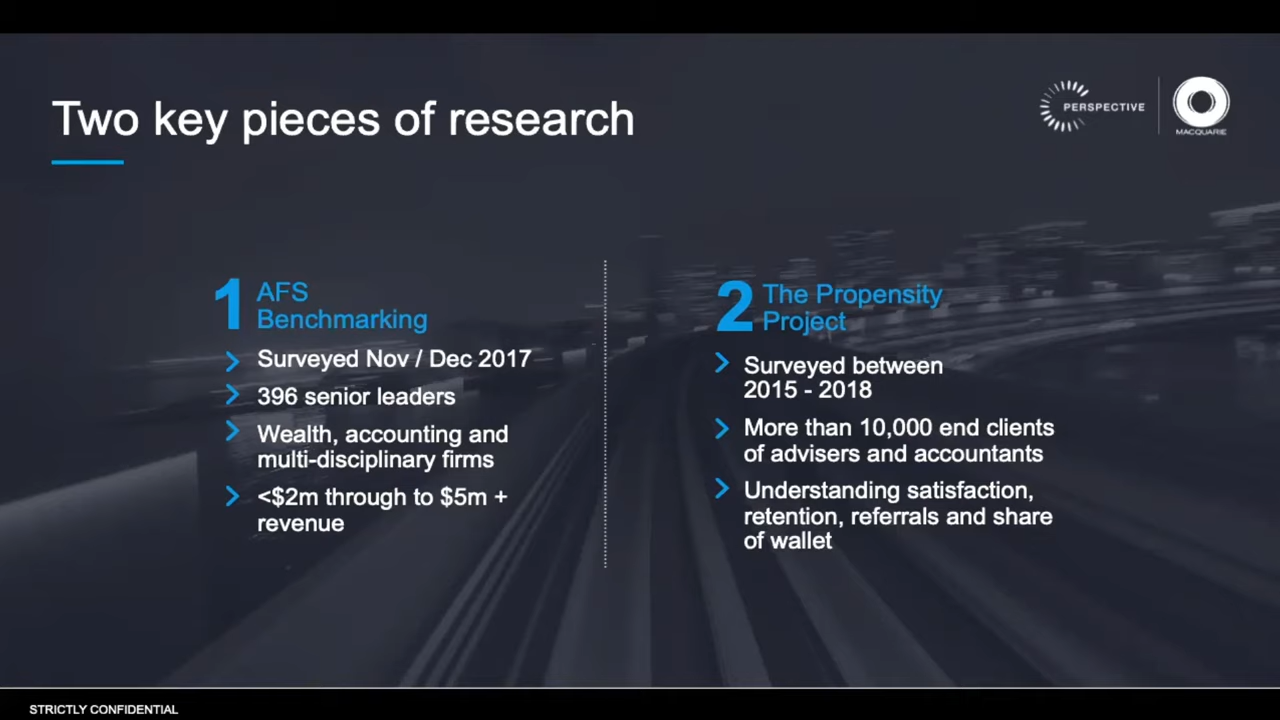 Two key pieces of research
PERSPECTIVE
MACQUARIE
1
AFS
Benchmarking
Surveyed Nov / Dec 2017
396 senior leaders
Wealth, accounting and
multi-disciplinary firms
<$2m through to $5m +
revenue
2
The Propensity
Project
Surveyed between
2015 - 2018
More than 10,000 end clients
of advisers and accountants
Understanding satisfaction,
retention, referrals and share
of wallet
STRICTLY CONFIDENTIAL